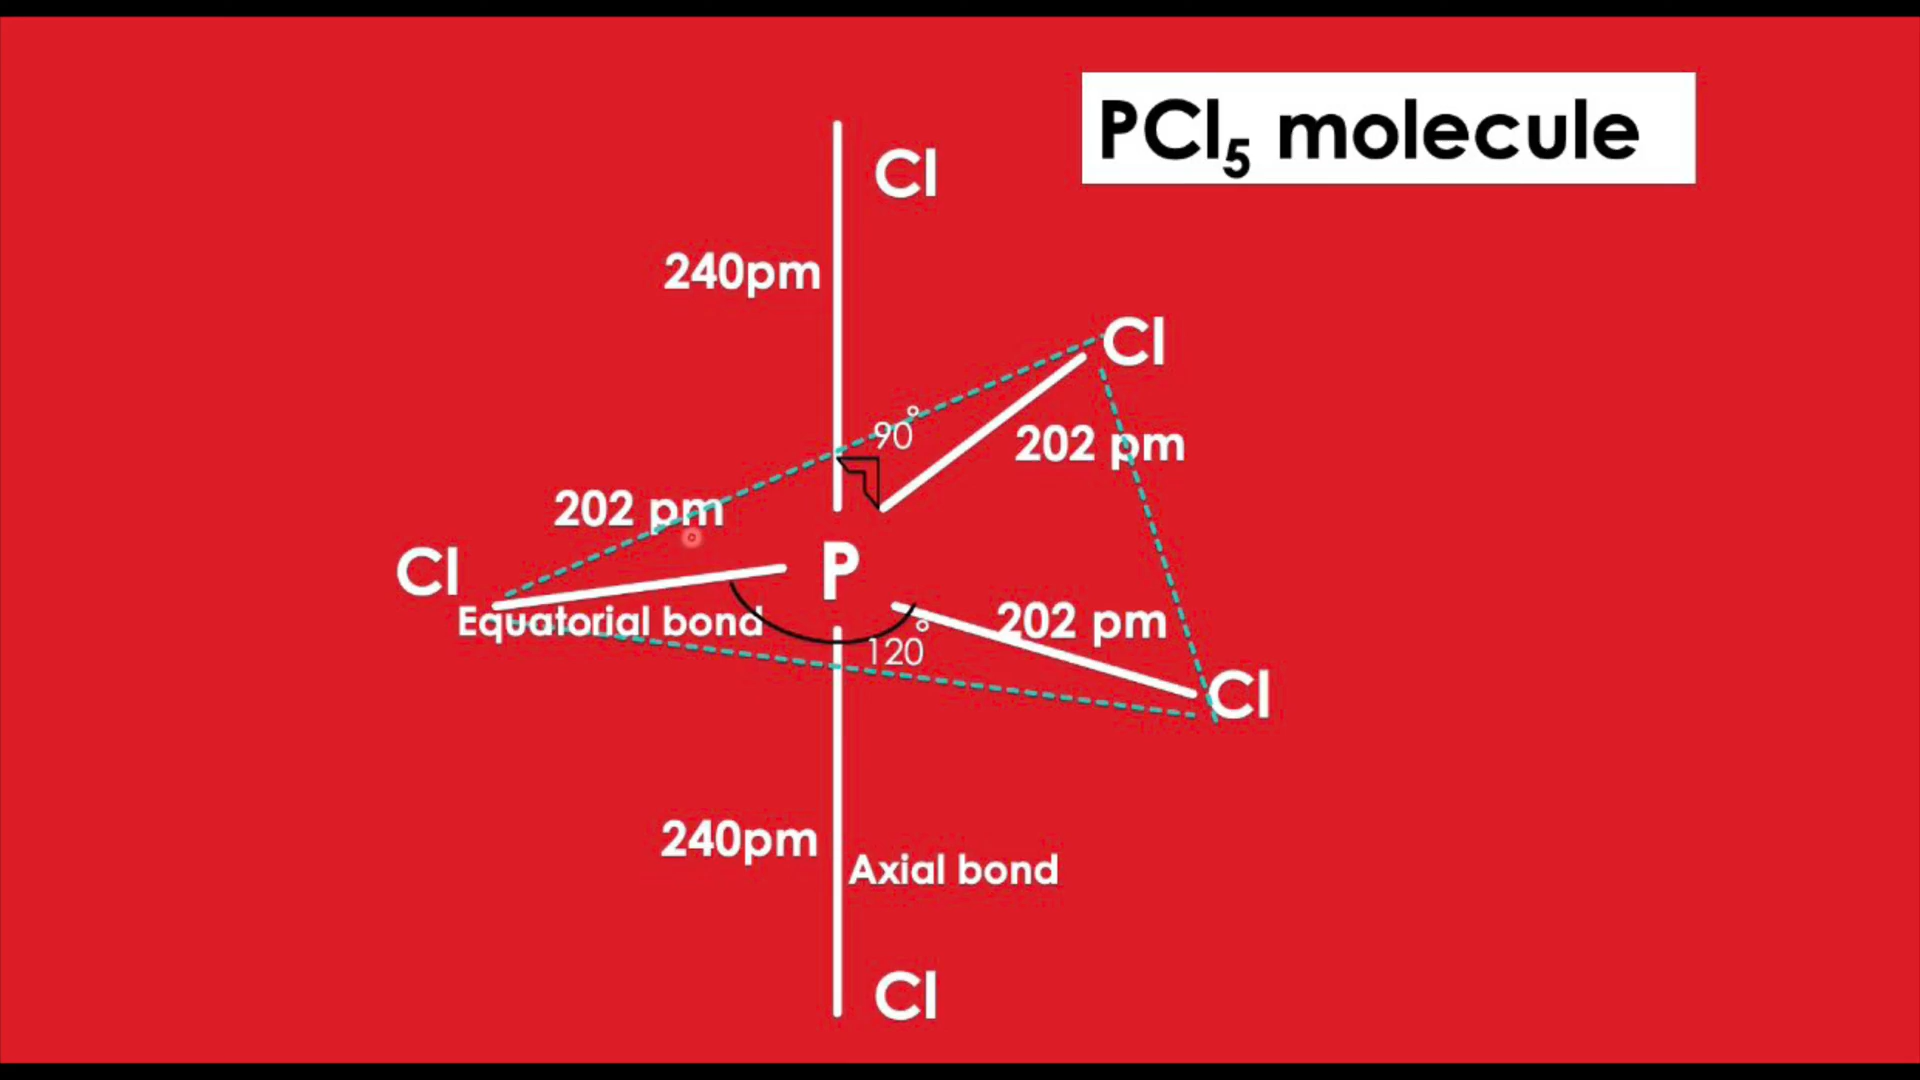 PCl₅ molecule
Cl
240pm
Cl
90°
202 pm
202 pm
Cl
P
Equatorial bond
202 pm
120°
Cl
240pm
Axial bond
Cl